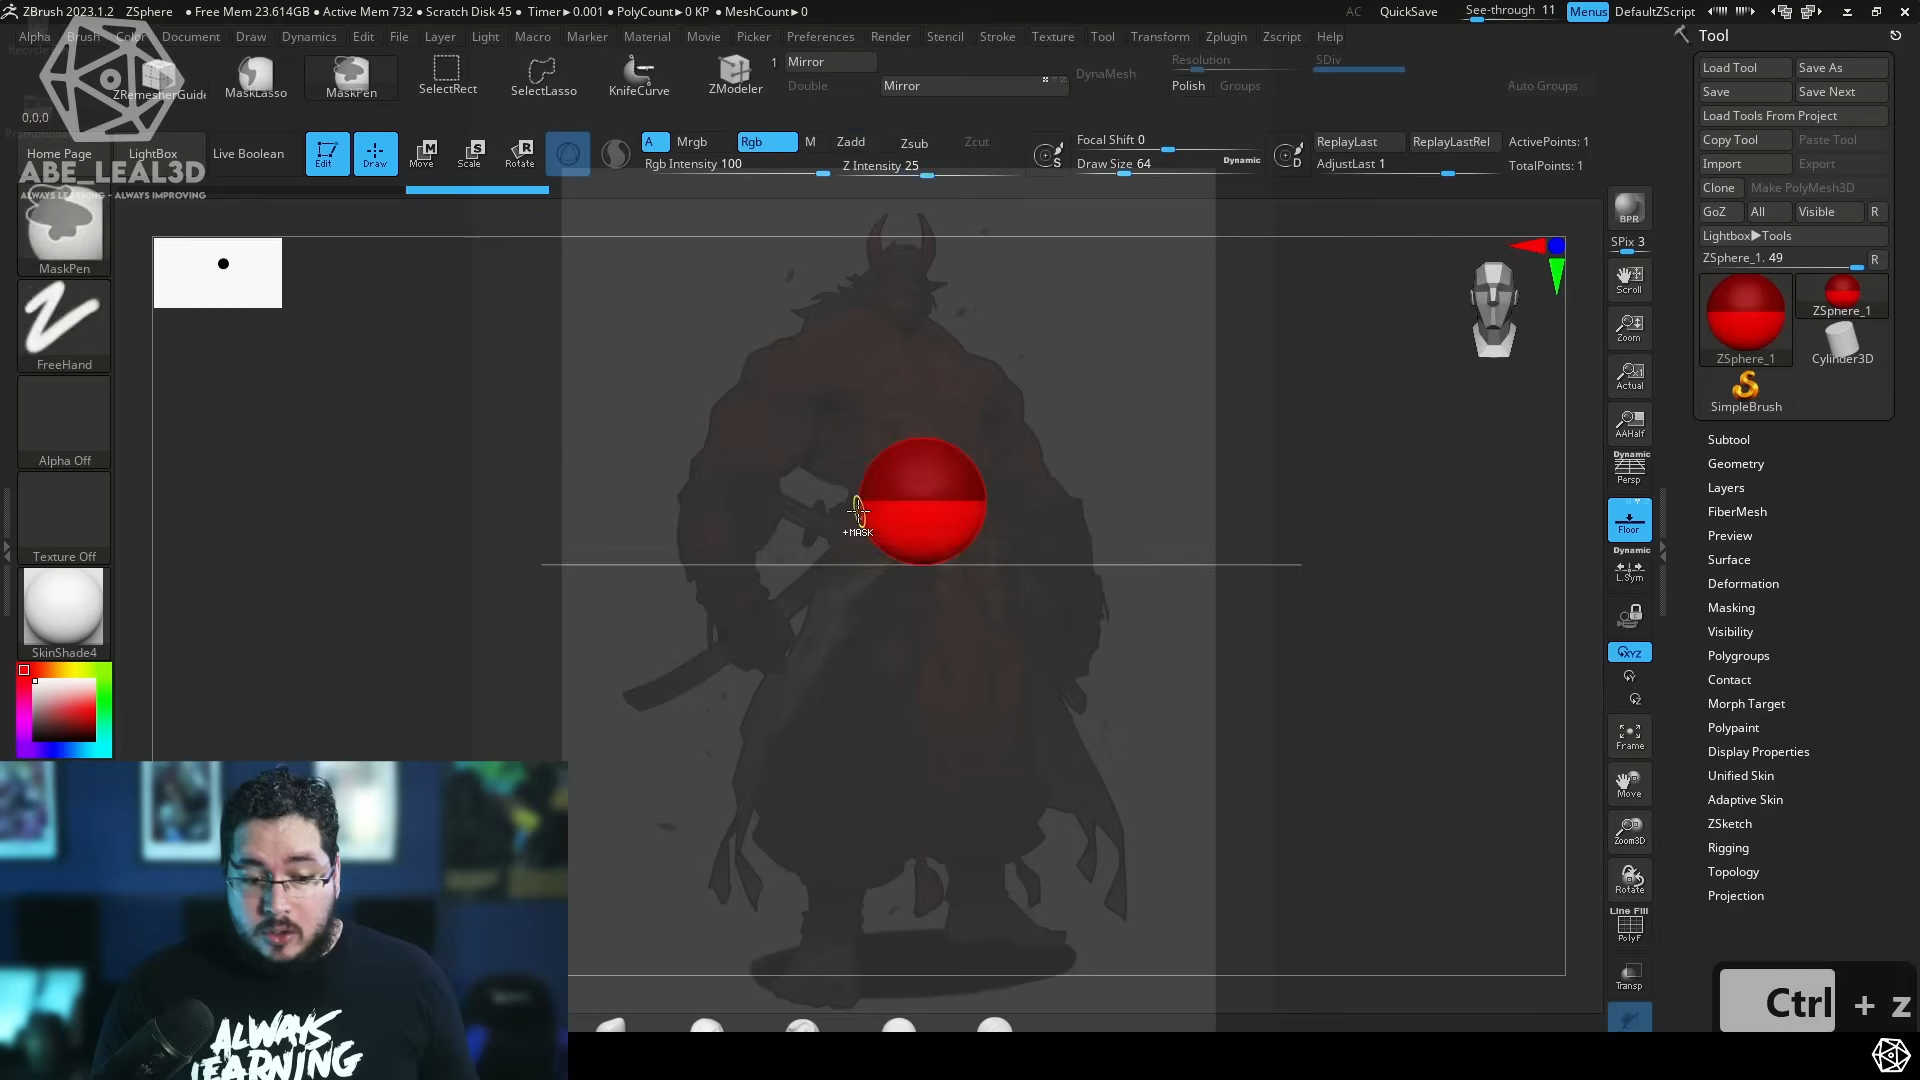 ZBrush 2023.1.2 ZSphere ● Free Mem 23.614GB ● Active Mem 732 ● Scratch Disk 45 ● Timer►0.001 ● PolyCount►0 KP ● MeshCount►0
AC QuickSave See-through 11 Menus DefaultZScript
Alpha Brush Color Document Draw Dynamics Edit File Layer Light Macro Marker Material Movie Picker Preferences Render Stencil Stroke Texture Tool Transform Zplugin Zscript Help
ZRemesherGuide MaskLasso MaskPen SelectRect SelectLasso KnifeCurve ZModeler
1 Mirror
Double Mirror
DynaMesh
Resolution SDiv
Polish Groups Auto Groups
0,0,0
Home Page LightBox Live Boolean
ABE_LEAL3D
ALWAYS LEARNING - ALWAYS IMPROVING
Edit Draw Move Scale Rotate
A Mrgb Rgb M Zadd Zsub Zcut
Rgb Intensity 100 Z Intensity 25
Focal Shift 0
Draw Size 64 Dynamic
S D
ReplayLast ReplayLastRel ActivePoints: 1
AdjustLast 1 TotalPoints: 1
MaskPen
FreeHand
Alpha Off
Texture Off
SkinShade4
+MASK
BPR
SPix 3
Scroll
Zoom
Actual
AAHalf
Dynamic
Persp
Floor
Dynamic
L.Sym
XYZ
Y
Z
Frame
Move
Zoom3D
Rotate
Line Fill
PolyF
Transp
Tool
Load Tool Save As
Save Save Next
Load Tools From Project
Copy Tool Paste Tool
Import Export
Clone Make PolyMesh3D
GoZ All Visible R
Lightbox►Tools
ZSphere_1. 49 R
ZSphere_1 ZSphere_1
Cylinder3D
SimpleBrush
Subtool
Geometry
Layers
FiberMesh
Preview
Surface
Deformation
Masking
Visibility
Polygroups
Contact
Morph Target
Polypaint
Display Properties
Unified Skin
Adaptive Skin
ZSketch
Rigging
Topology
Projection
Ctrl + z
ALWAYS
LEARNING